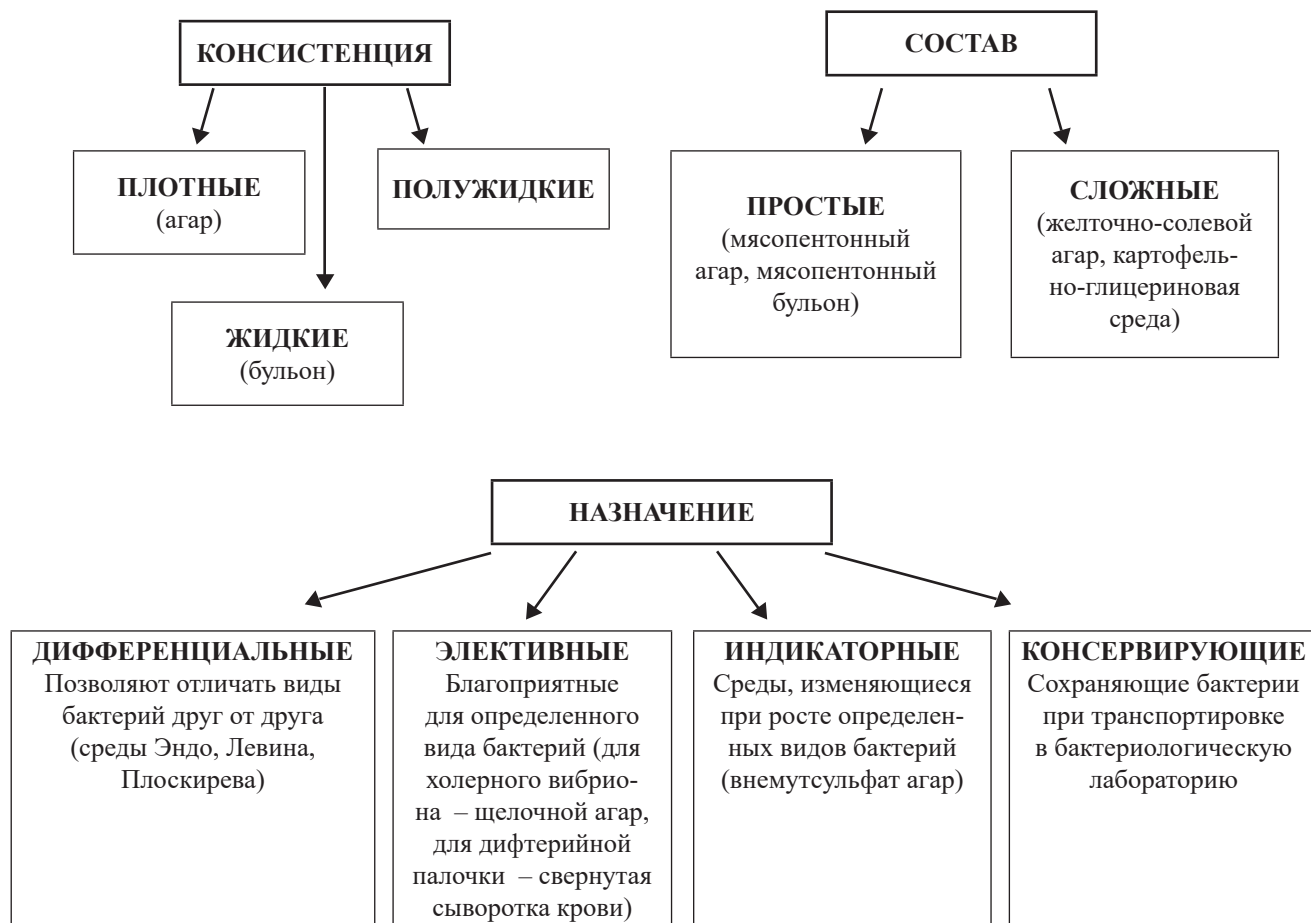 КОНСИСТЕНЦИЯ
ПЛОТНЫЕ
(агар)
ПОЛУЖИДКИЕ
ЖИДКИЕ
(бульон)
СОСТАВ
ПРОСТЫЕ
(мясопентонный
агар, мясопентонный
бульон)
СЛОЖНЫЕ
(желточно-солевой
агар, картофель-
но-глицериновая
среда)
НАЗНАЧЕНИЕ
ДИФФЕРЕНЦИАЛЬНЫЕ
Позволяют отличать виды
бактерий друг от друга
(среды Эндо, Левина,
Плоскирева)
ЭЛЕКТИВНЫЕ
Благоприятные
для определенного
вида бактерий (для
холерного вибрио-
на – щелочной агар,
для дифтерийной
палочки – свернутая
сыворотка крови)
ИНДИКАТОРНЫЕ
Среды, изменяющиеся
при росте определен-
ных видов бактерий
(внемутсульфат агар)
КОНСЕРВИРУЮЩИЕ
Сохраняющие бактерии
при транспортировке
в бактериологическую
лабораторию